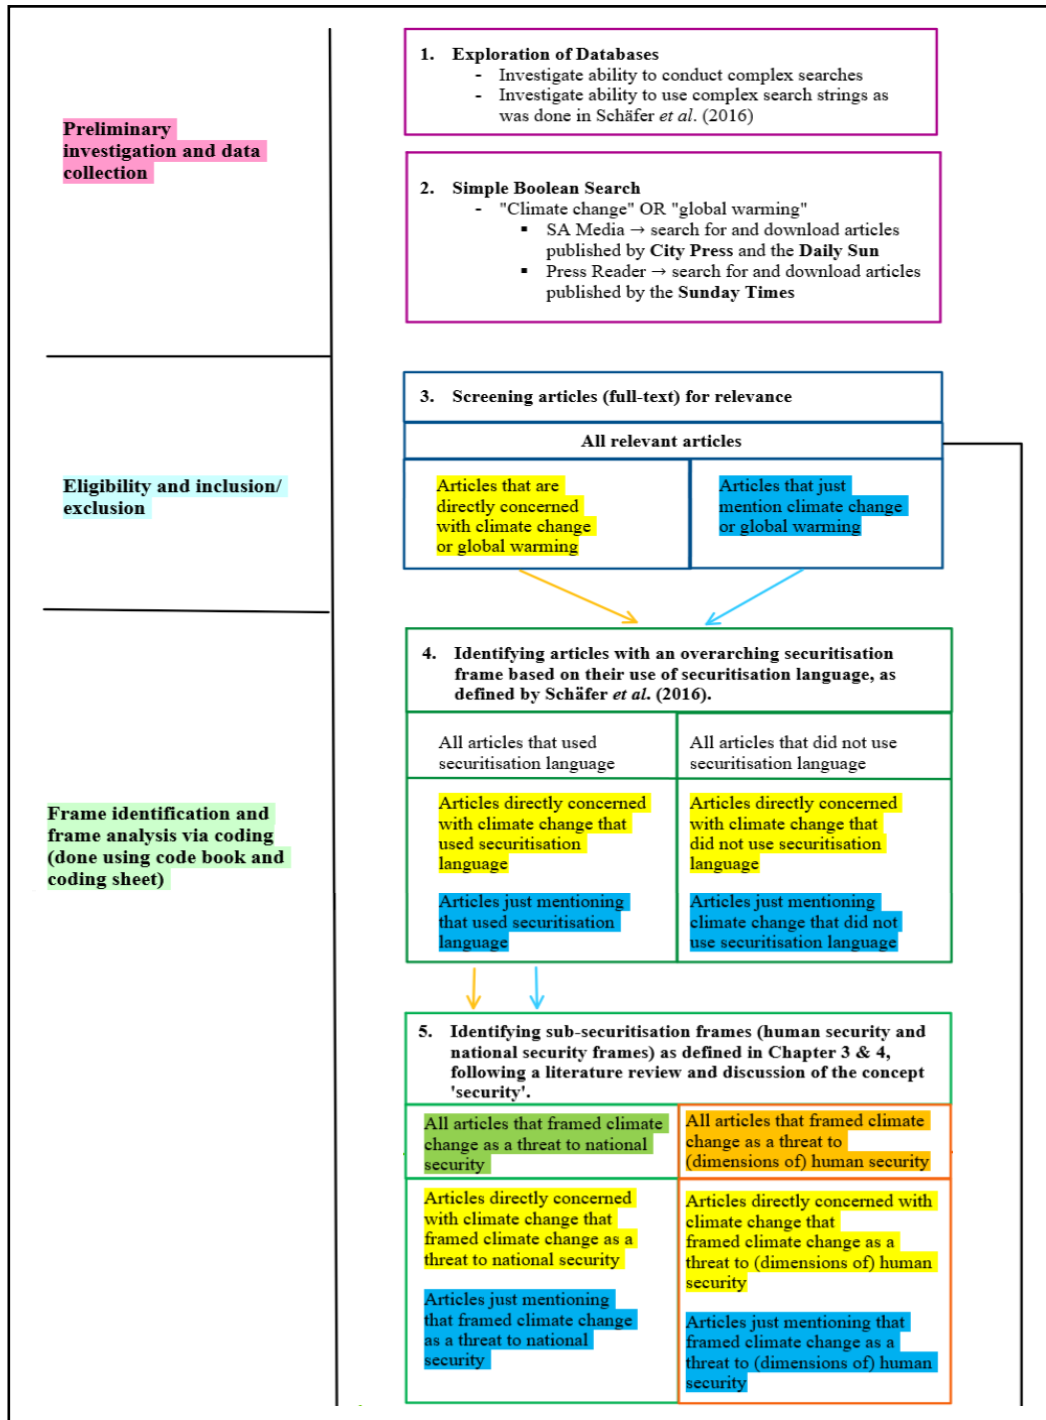 Preliminary
investigation and data
collection
1. Exploration of Databases
- Investigate ability to conduct complex searches
- Investigate ability to use complex search strings as
was done in Schäfer et al. (2016)
2. Simple Boolean Search
- "Climate change" OR "global warming"
▪ SA Media → search for and download articles
published by City Press and the Daily Sun
▪ Press Reader → search for and download articles
published by the Sunday Times
Eligibility and inclusion/
exclusion
3. Screening articles (full-text) for relevance
All relevant articles
Articles that are
directly concerned
with climate change
or global warming
Articles that just
mention climate change
or global warming
Frame identification and
frame analysis via coding
(done using code book and
coding sheet)
4. Identifying articles with an overarching securitisation
frame based on their use of securitisation language, as
defined by Schäfer et al. (2016).
All articles that used
securitisation language
All articles that did not use
securitisation language
Articles directly concerned
with climate change that
used securitisation
language
Articles just mentioning
that used securitisation
language
Articles directly concerned
with climate change that
did not use securitisation
language
Articles just mentioning
climate change that did not
use securitisation language
5. Identifying sub-securitisation frames (human security and
national security frames) as defined in Chapter 3 & 4,
following a literature review and discussion of the concept
'security'.
All articles that framed climate
change as a threat to national
security
All articles that framed climate
change as a threat to
(dimensions of) human security
Articles directly concerned
with climate change that
framed climate change as a
threat to national security
Articles just mentioning
that framed climate change
as a threat to national
security
Articles directly concerned with
climate change that
framed climate change as a
threat to (dimensions of) human
security
Articles just mentioning that
framed climate change as a
threat to (dimensions of) human
security